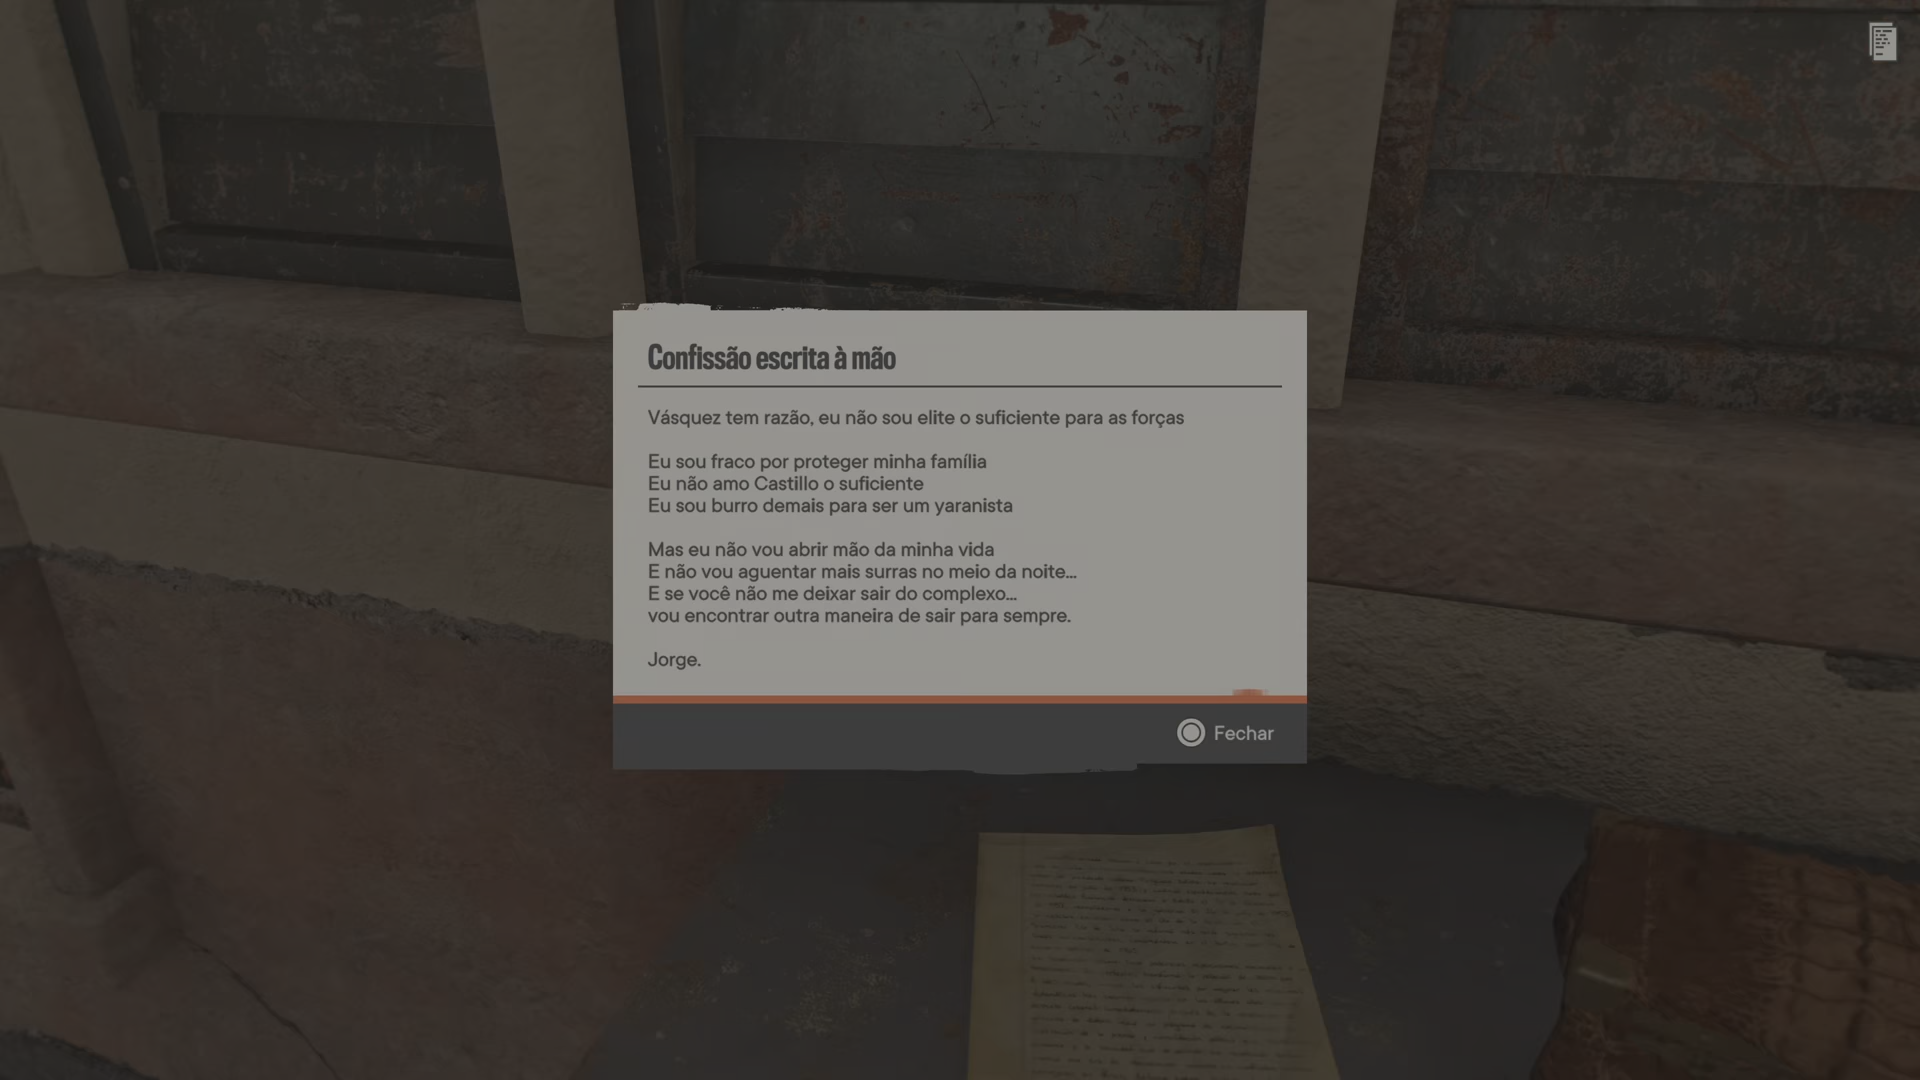 Confissão escrita à mão
Vásquez tem razão, eu não sou elite o suficiente para as forças
Eu sou fraco por proteger minha família
Eu não amo Castillo o suficiente
Eu sou burro demais para ser um yaranista
Mas eu não vou abrir mão da minha vida
E não vou aguentar mais surras no meio da noite...
E se você não me deixar sair do complexo...
vou encontrar outra maneira de sair para sempre.
Jorge.
Fechar